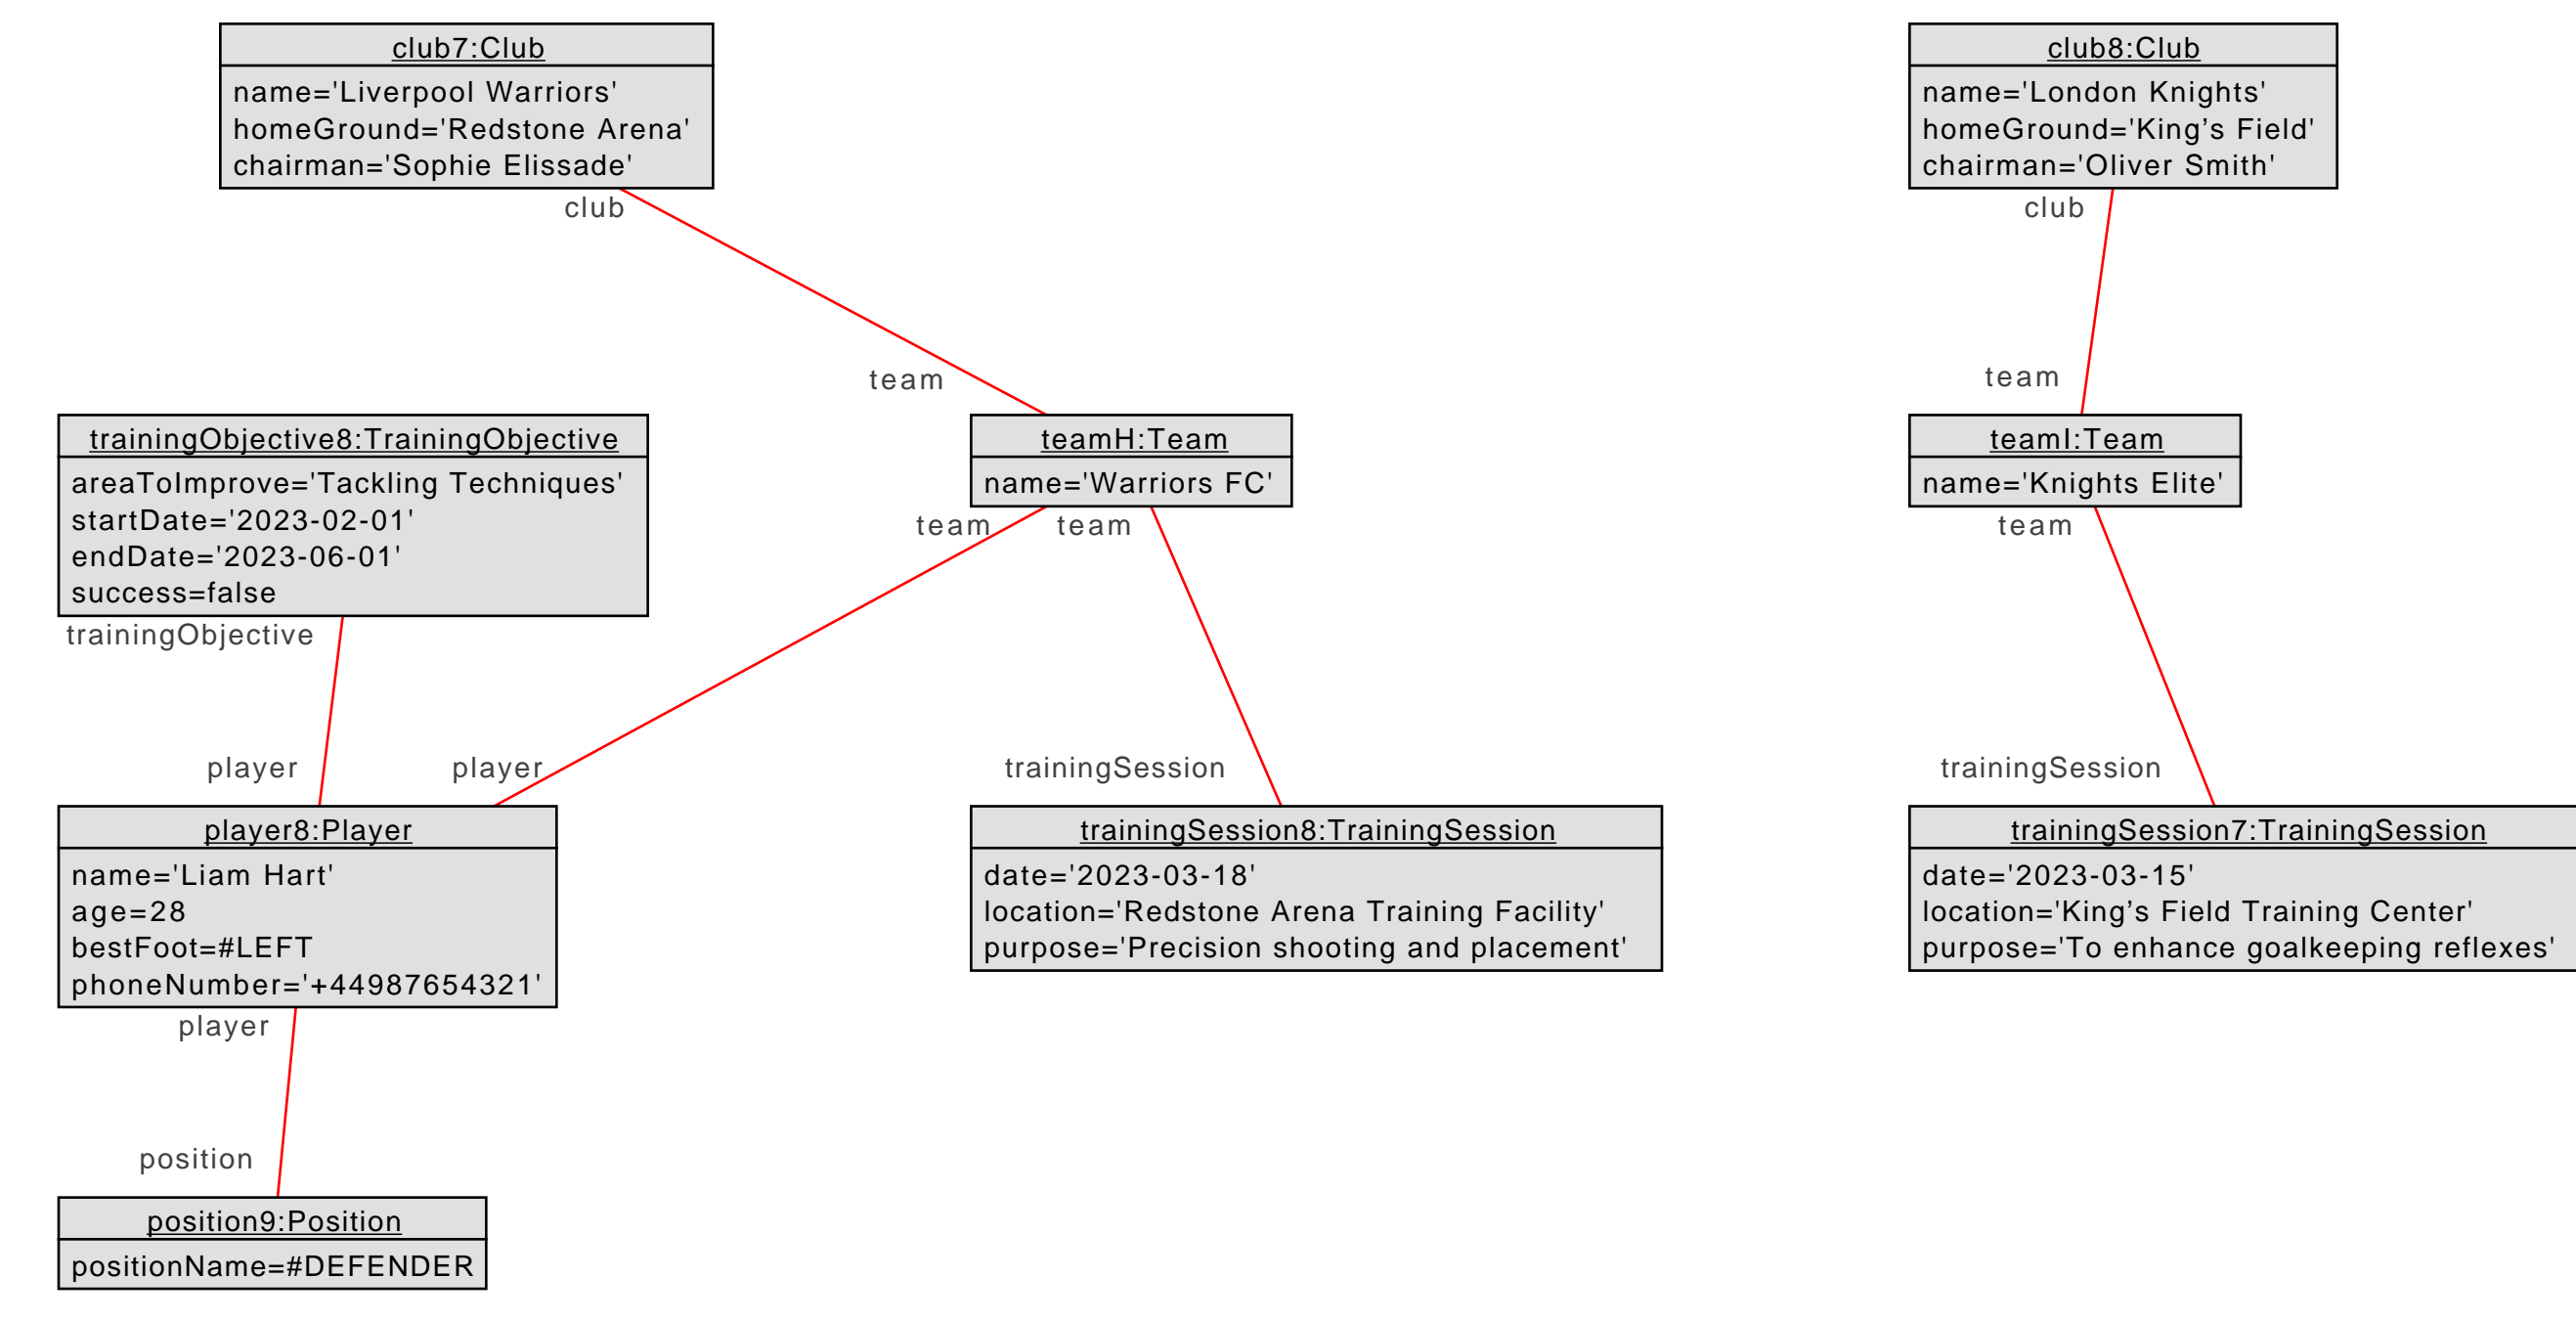 club7:Club
name='Liverpool Warriors'
homeGround='Redstone Arena'
chairman='Sophie Elissade'
club
club8:Club
name='London Knights'
homeGround='King’s Field'
chairman='Oliver Smith'
club
team
team
trainingObjective8:TrainingObjective
areaToImprove='Tackling Techniques'
startDate='2023-02-01'
endDate='2023-06-01'
success=false
trainingObjective
teamH:Team
name='Warriors FC'
team
team
teamI:Team
name='Knights Elite'
team
player
player
trainingSession
trainingSession
player8:Player
name='Liam Hart'
age=28
bestFoot=#LEFT
phoneNumber='+44987654321'
player
trainingSession8:TrainingSession
date='2023-03-18'
location='Redstone Arena Training Facility'
purpose='Precision shooting and placement'
trainingSession7:TrainingSession
date='2023-03-15'
location='King’s Field Training Center'
purpose='To enhance goalkeeping reflexes'
position
position9:Position
positionName=#DEFENDER